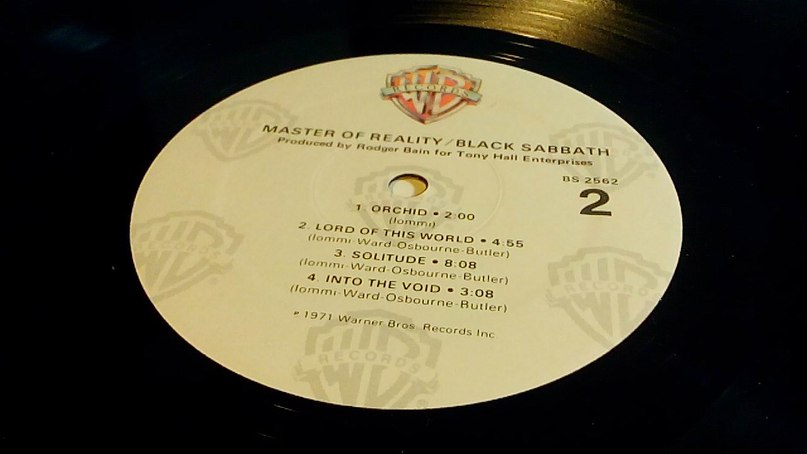 WB
RECORDS
MASTER OF REALITY/BLACK SABBATH
Produced by Rodger Bain for Tony Hall Enterprises
BS 2562
2
1. ORCHID • 2:00
(Iommi)
2. LORD OF THIS WORLD • 4:55
(Iommi-Ward-Osbourne-Butler)
3. SOLITUDE • 8:08
(Iommi-Ward-Osbourne-Butler)
4. INTO THE VOID • 3:08
(Iommi-Ward-Osbourne-Butler)
℗ 1971 Warner Bros. Records Inc.
RECORDS
RECORDS